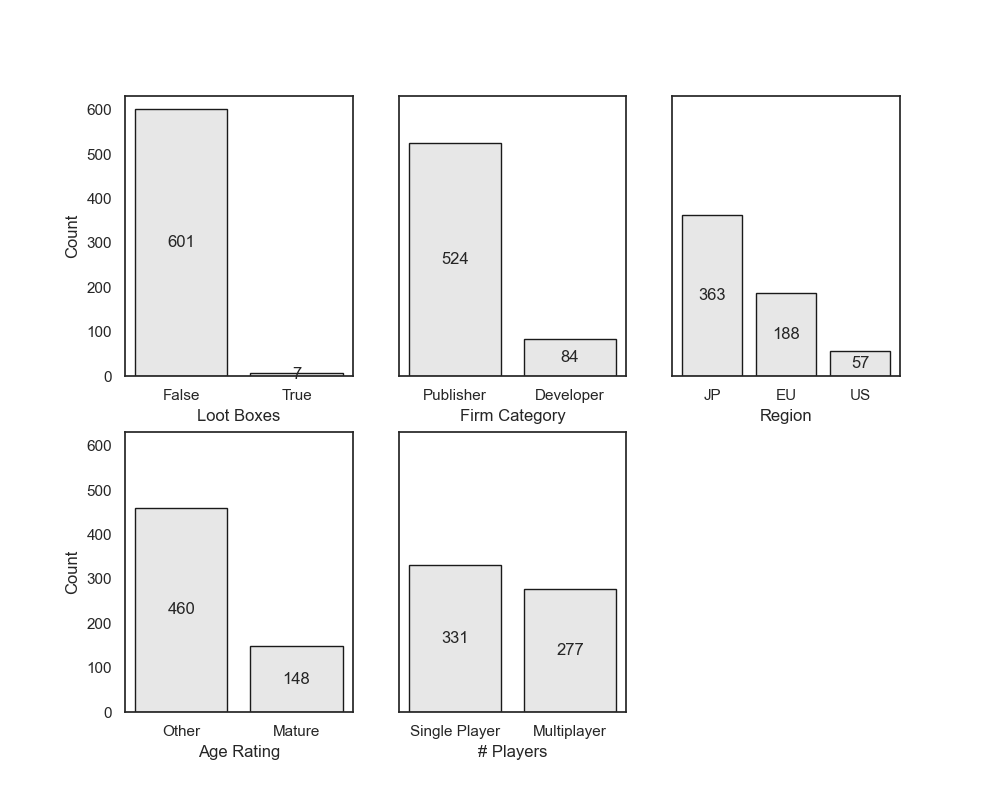 Count
600
500
400
300
200
100
0
601
7
False True
Loot Boxes
524
84
Publisher Developer
Firm Category
363
188
57
JP EU US
Region
Count
600
500
400
300
200
100
0
460
148
Other Mature
Age Rating
331
277
Single Player Multiplayer
# Players